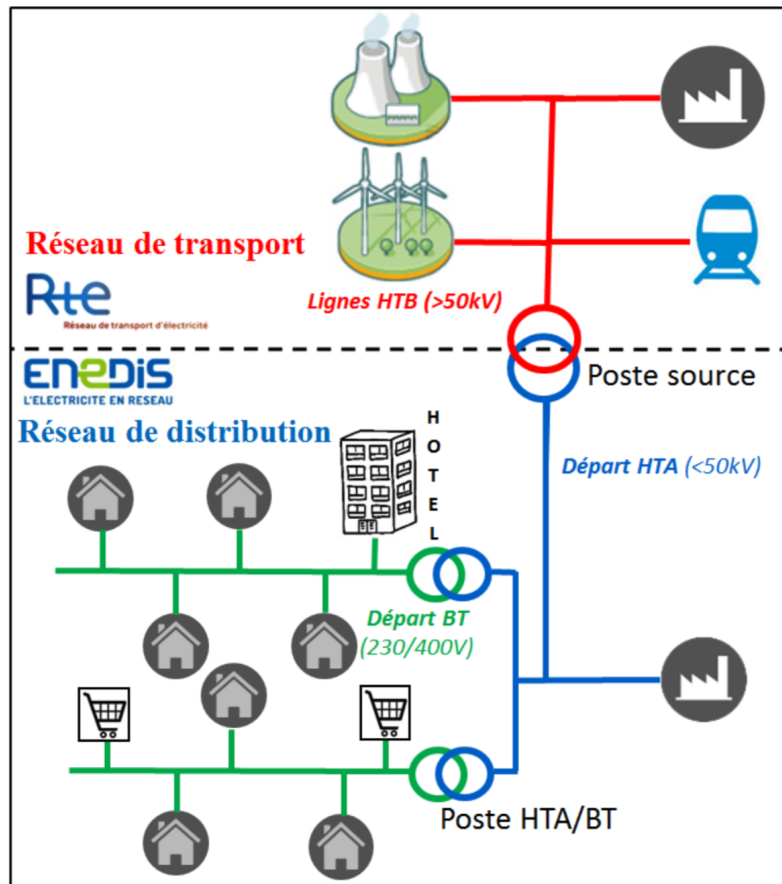 Réseau de transport
Rte
Réseau de transport d'électricité
Lignes HTB (>50kV)
Poste source
ENEDIS
L'ELECTRICITE EN RESEAU
Réseau de distribution
HOTEL
Départ HTA (<50kV)
Départ BT
(230/400V)
Poste HTA/BT